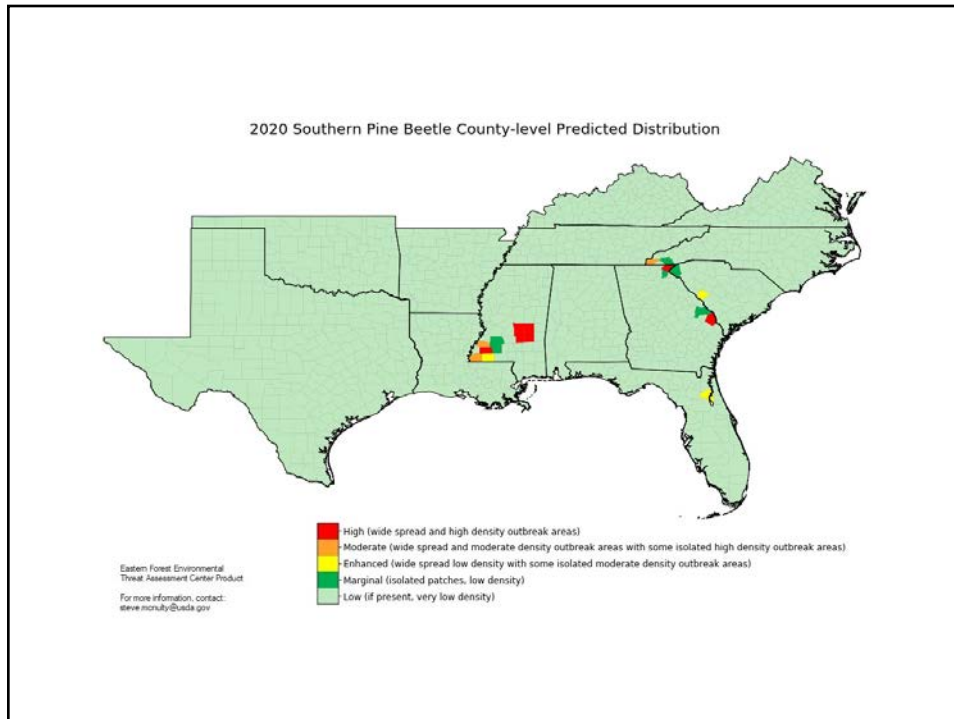 2020 Southern Pine Beetle County-level Predicted Distribution
High (wide spread and high density outbreak areas)
Moderate (wide spread and moderate density outbreak areas with some isolated high density outbreak areas)
Enhanced (wide spread low density with some isolated moderate density outbreak areas)
Marginal (isolated patches, low density)
Low (if present, very low density)
Eastern Forest Environmental
Threat Assessment Center Product
For more information, contact:
steve.mcnulty@usda.gov